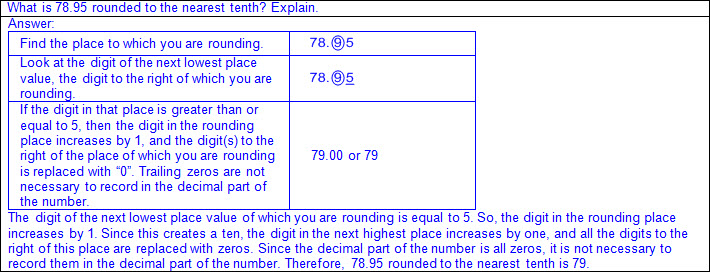 What is 78.95 rounded to the nearest tenth? Explain.
Answer:
Find the place to which you are rounding.
78.95
Look at the digit of the next lowest place
value, the digit to the right of which you are
rounding.
78.95
If the digit in that place is greater than or
equal to 5, then the digit in the rounding
place increases by 1, and the digit(s) to the
right of the place of which you are rounding
is replaced with “0”. Trailing zeros are not
necessary to record in the decimal part of
the number.
79.00 or 79
The digit of the next lowest place value of which you are rounding is equal to 5. So, the digit in the rounding place
increases by 1. Since this creates a ten, the digit in the next highest place increases by one, and all the digits to the
right of this place are replaced with zeros. Since the decimal part of the number is all zeros, it is not necessary to
record them in the decimal part of the number. Therefore, 78.95 rounded to the nearest tenth is 79.